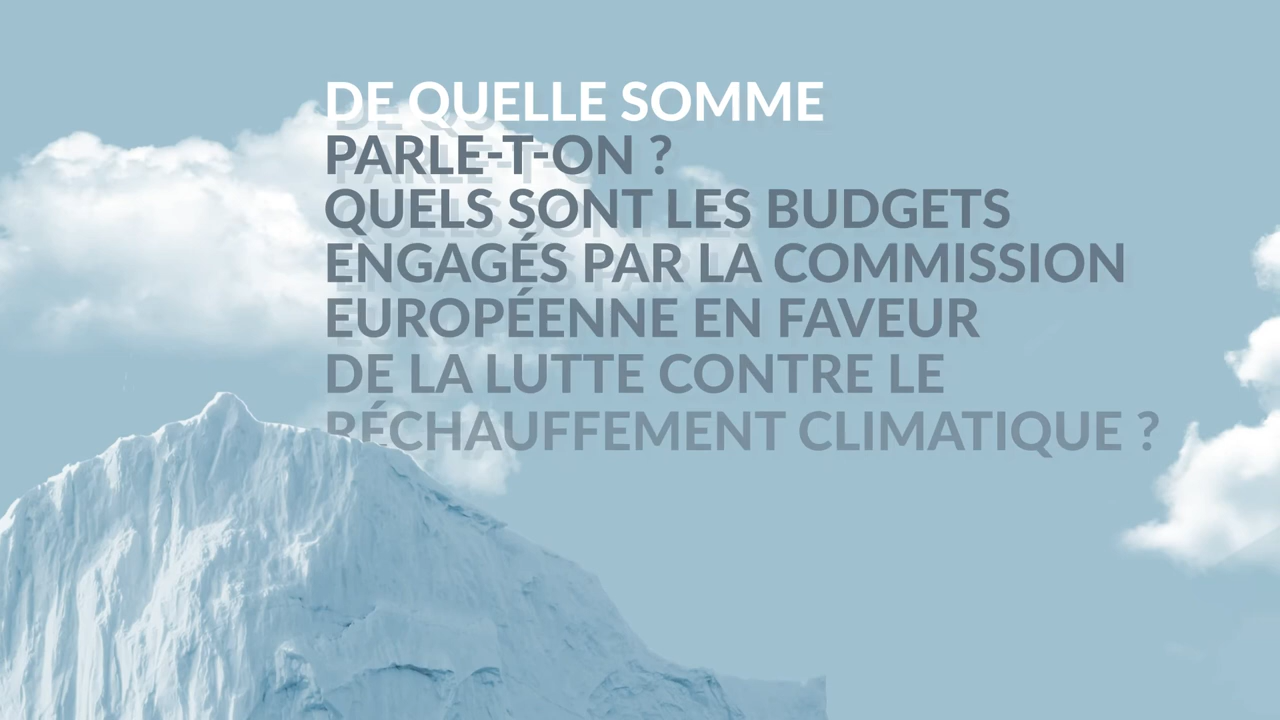 DE QUELLE SOMME
PARLE-T-ON ?
QUELS SONT LES BUDGETS
ENGAGÉS PAR LA COMMISSION
EUROPÉENNE EN FAVEUR
DE LA LUTTE CONTRE LE
RÉCHAUFFEMENT CLIMATIQUE ?